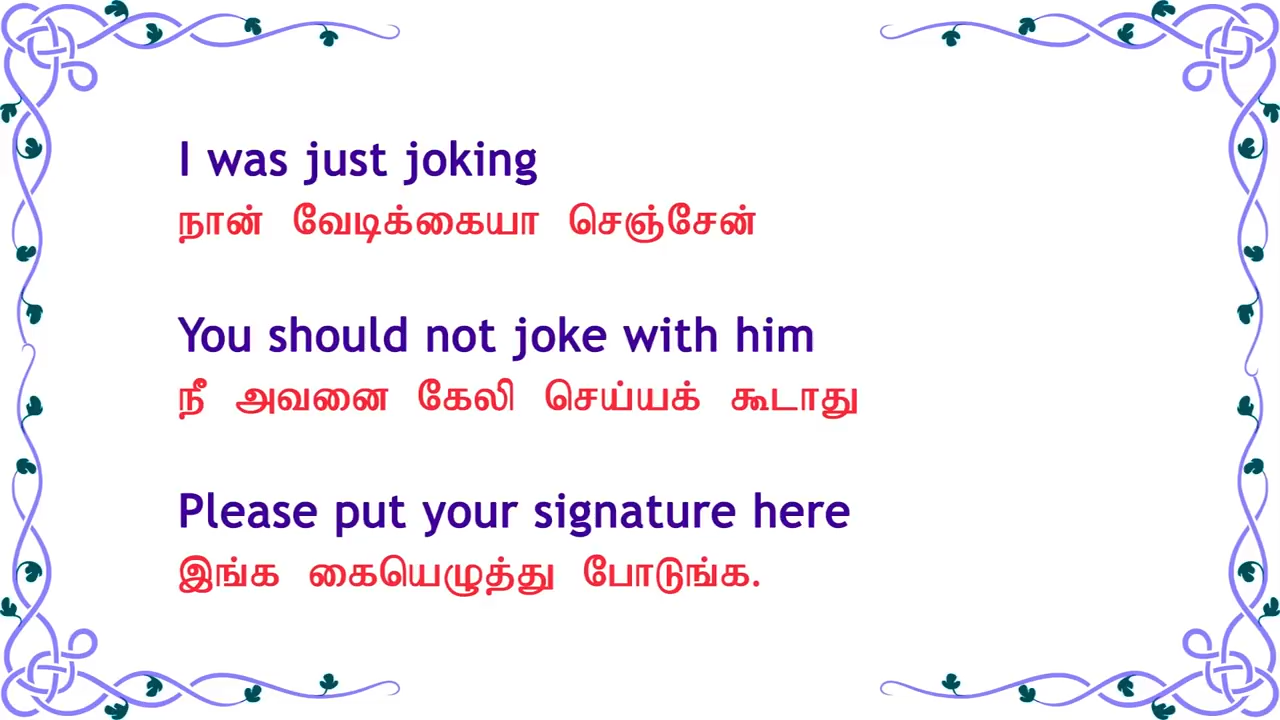 I was just joking
நான் வேடிக்கையா செஞ்சேன்
You should not joke with him
நீ அவனை கேலி செய்யக் கூடாது
Please put your signature here
இங்க கையெழுத்து போடுங்க.